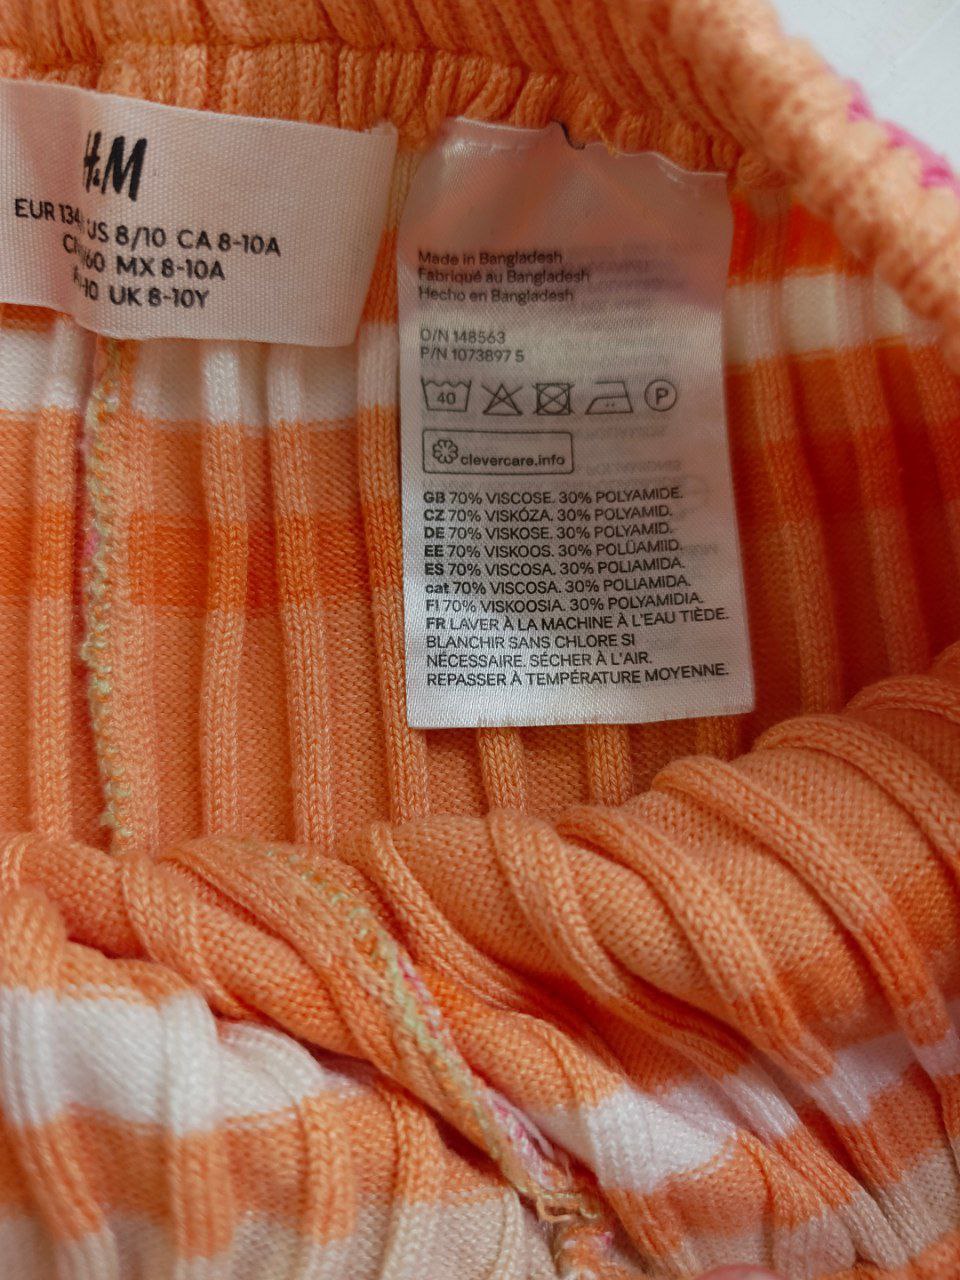 H&M
EUR 134 US 8/10 CA 8-10A
/60 MX 8-10A
-10 UK 8-10Y
Made in Bangladesh
Fabriqué au Bangladesh
Hecho en Bangladesh
O/N 148563
P/N 1073897 5
40 P
clevercare.info
GB 70% VISCOSE. 30% POLYAMIDE.
CZ 70% VISKÓZA. 30% POLYAMID.
DE 70% VISKOSE. 30% POLYAMID.
EE 70% VISKOOS. 30% POLÜAMIID.
ES 70% VISCOSA. 30% POLIAMIDA.
cat 70% VISCOSA. 30% POLIAMIDA.
FI 70% VISKOOSIA. 30% POLYAMIDIA.
FR LAVER À LA MACHINE À L'EAU TIÈDE.
BLANCHIR SANS CHLORE SI
NÉCESSAIRE. SÉCHER À L'AIR.
REPASSER À TEMPÉRATURE MOYENNE.